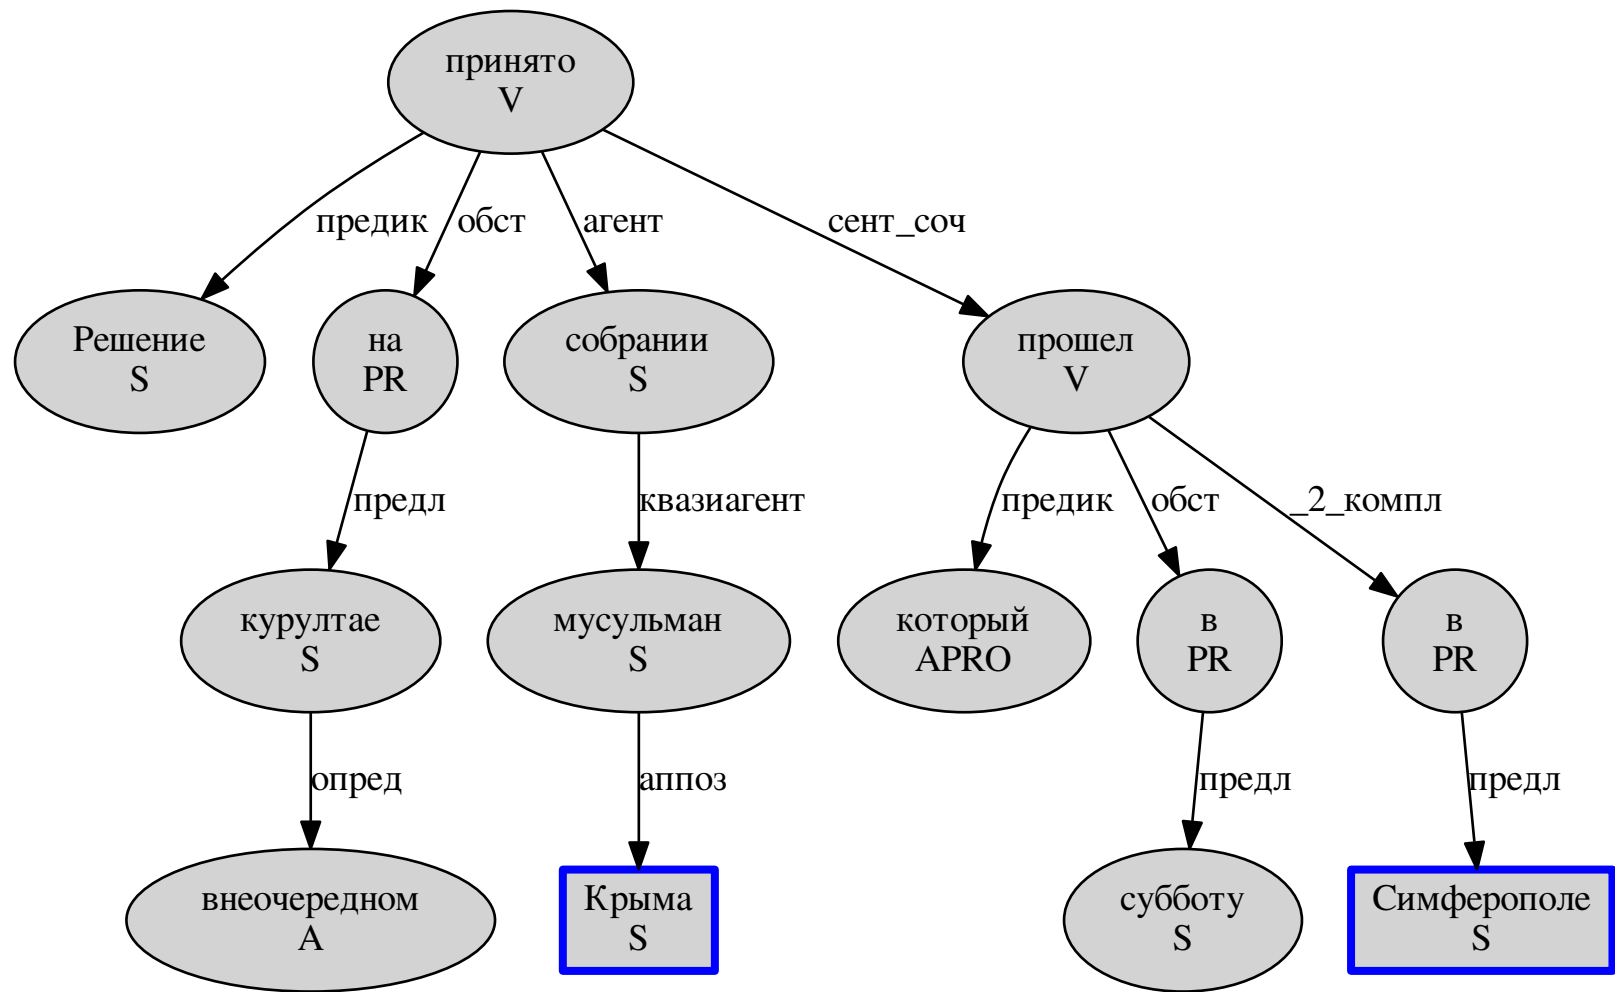 принято
V
предик
обст
агент
сент_соч
Решение
S
на
PR
собрании
S
прошел
V
предл
квазиагент
предик
обст
_2_компл
курултае
S
мусульман
S
который
APRO
в
PR
в
PR
опред
аппоз
предл
предл
внеочередном
A
Крыма
S
субботу
S
Симферополе
S